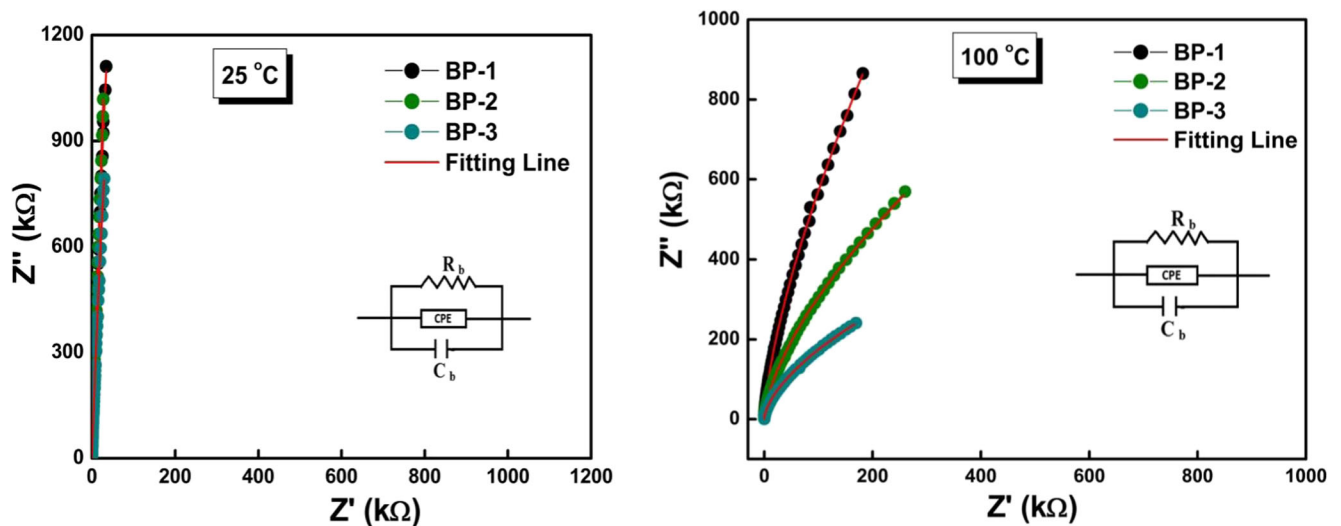 25 °C
BP-1
BP-2
BP-3
Fitting Line
1200
900
600
300
0
Z'' (kΩ)
R b
CPE
C b
0 200 400 600 800 1000 1200
Z' (kΩ)
100 °C
BP-1
BP-2
BP-3
Fitting Line
1000
800
600
400
200
0
Z'' (kΩ)
R b
CPE
C b
0 200 400 600 800 1000
Z' (kΩ)